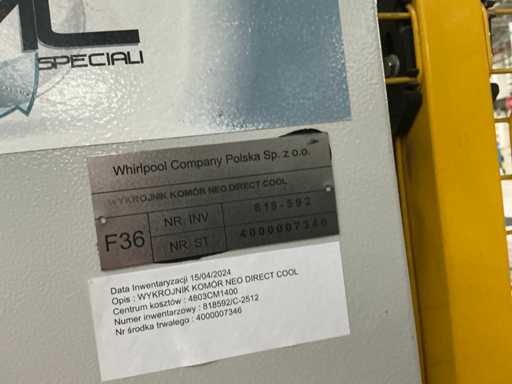 SPECIALI
Whirlpool Company Polska Sp. z o.o.
WYKROJNIK KOMÓR NEO DIRECT COOL
F36
NR. INV 818-592
NR. ST 4000007346
Data Inwentaryzacji 15/04/2024
Opis : WYKROJNIK KOMÓR NEO DIRECT COOL
Centrum kosztów : 4803CM1400
Numer inwentarzowy : 818592/C-2512
Nr środka trwałego : 4000007346